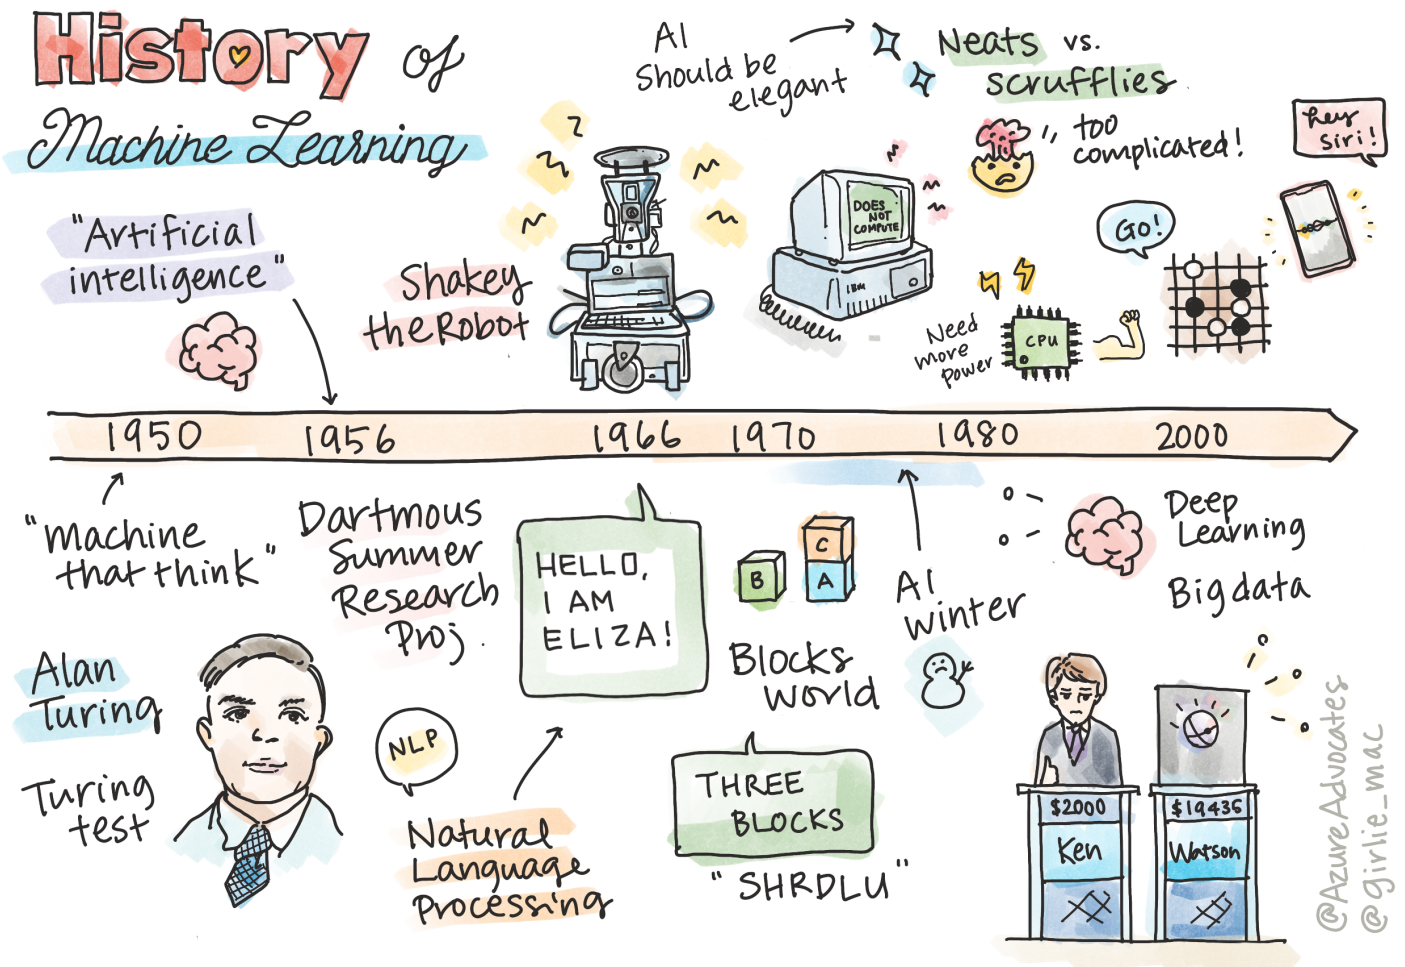 History of
Machine Learning
"Artificial
intelligence"
Shakey
the Robot
AI
Should be
elegant
Neats vs.
scrufflies
too
complicated!
hey
siri!
DOES
NOT
COMPUTE
IBM
GO!
Need
more
power
CPU
1950
1956
1966
1970
1980
2000
"machine
that think"
Alan
Turing
Turing
test
Dartmous
Summer
Research
Proj.
NLP
Natural
Language
Processing
HELLO,
I AM
ELIZA!
B
C
A
Blocks
world
THREE
BLOCKS
"SHRDLU"
AI
winter
Deep
Learning
Big data
$2000
Ken
$19435
Watson
@AzureAdvocates
@girlie_mac